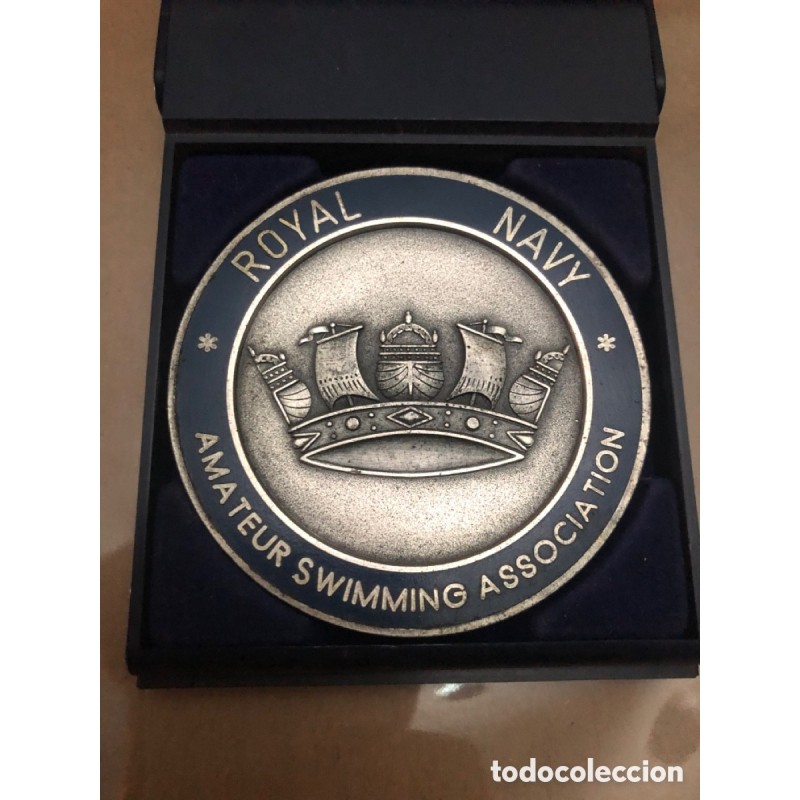 ROYAL NAVY
* *
AMATEUR SWIMMING ASSOCIATION
todocoleccion